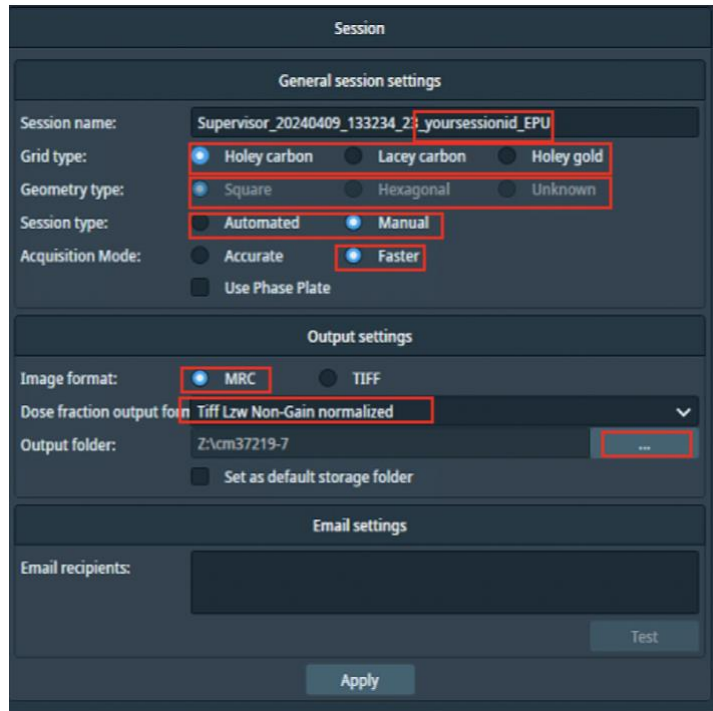 Session
General session settings
Session name: Supervisor_20240409_133234_23_yoursessionid_EPU
Grid type: Holey carbon Lacey carbon Holey gold
Geometry type: Square Hexagonal Unknown
Session type: Automated Manual
Acquisition Mode: Accurate Faster
Use Phase Plate
Output settings
Image format: MRC TIFF
Dose fraction output form Tiff Lzw Non-Gain normalized
Output folder: Z:\cm37219-7 ...
Set as default storage folder
Email settings
Email recipients:
Test
Apply